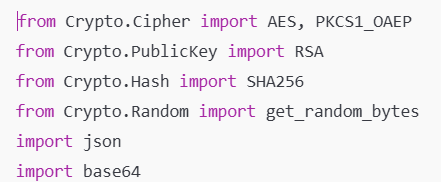 from Crypto.Cipher import AES, PKCS1_OAEP
from Crypto.PublicKey import RSA
from Crypto.Hash import SHA256
from Crypto.Random import get_random_bytes
import json
import base64